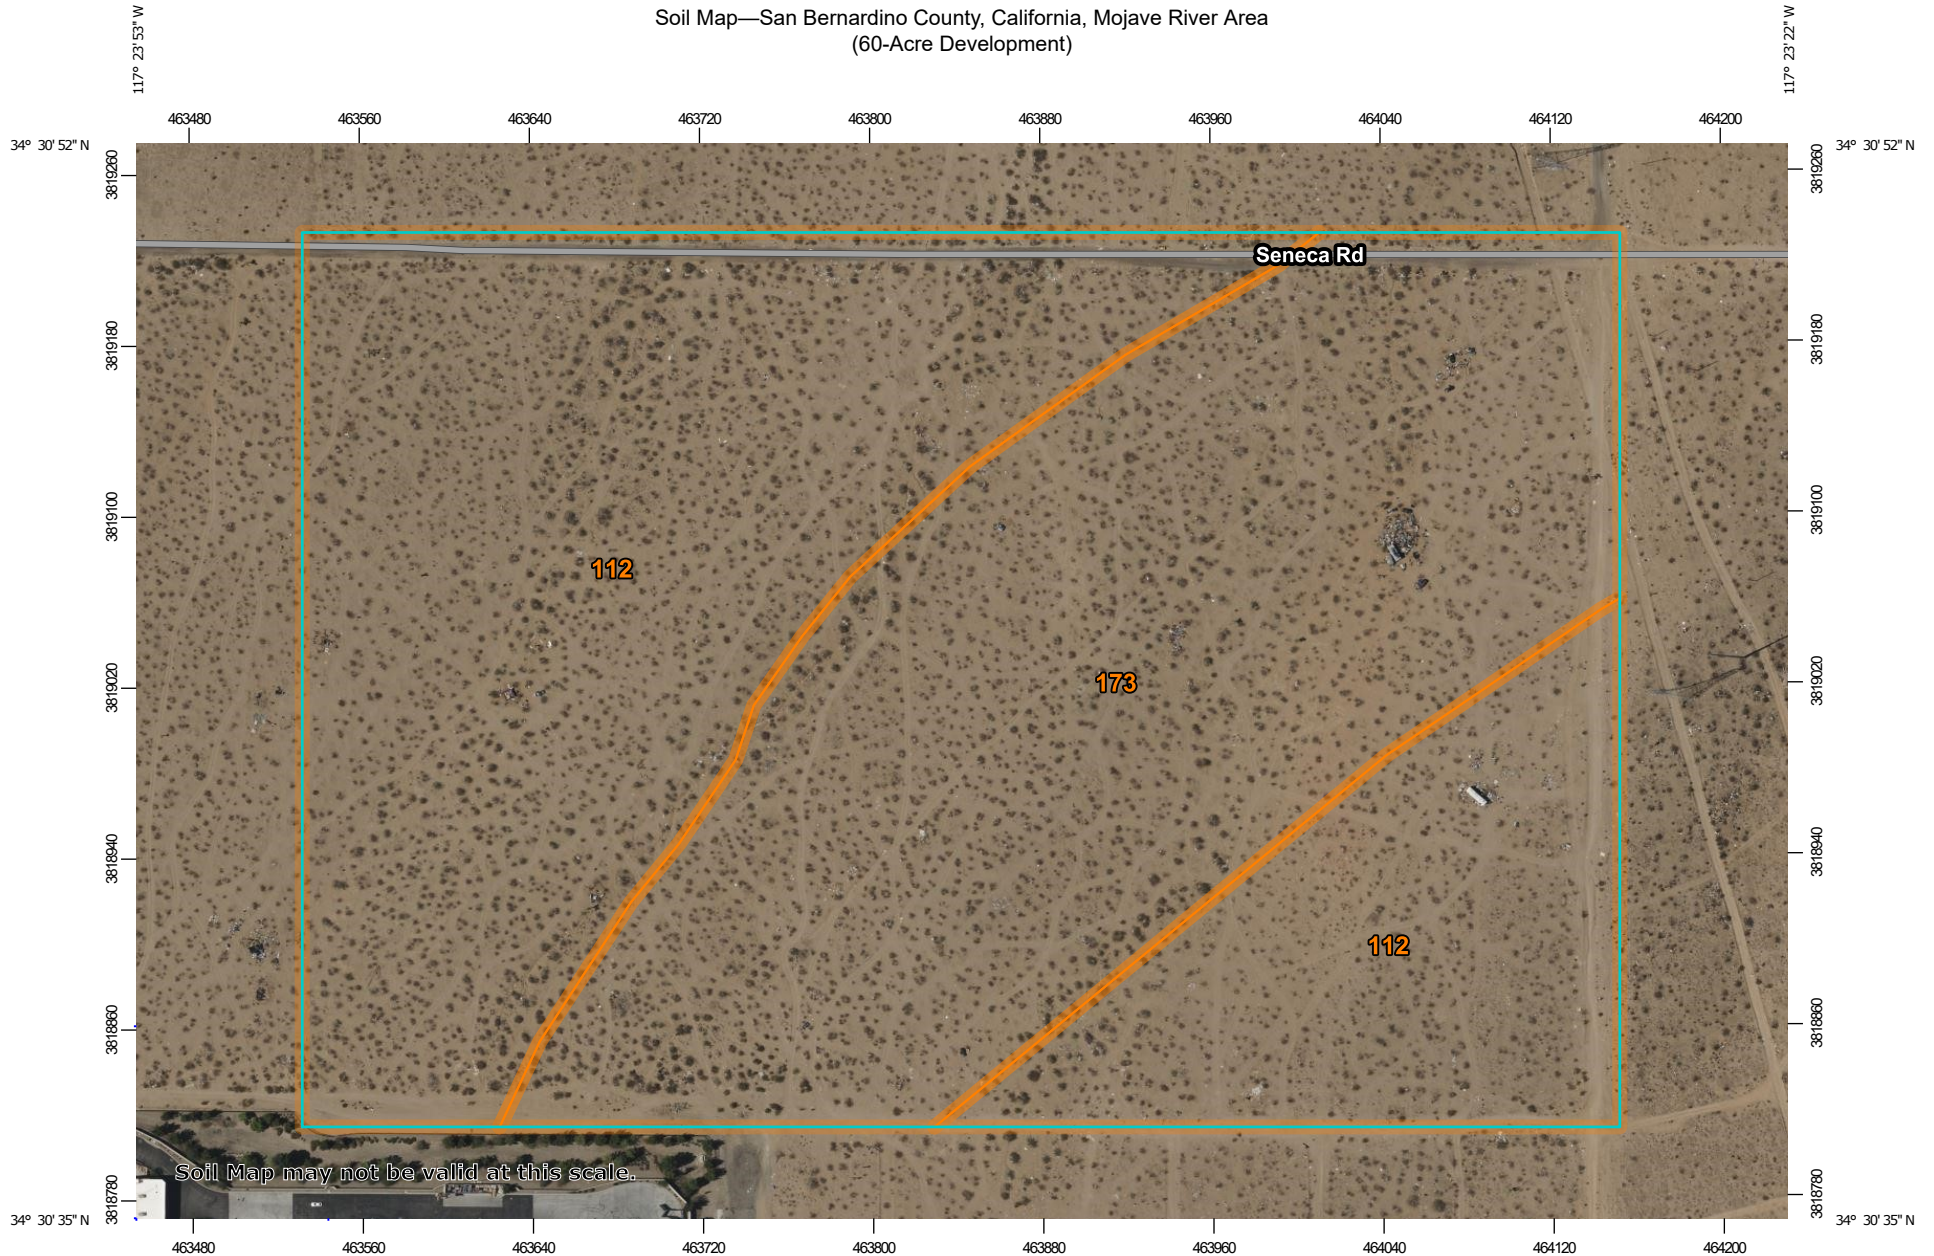 Soil Map—San Bernardino County, California, Mojave River Area
(60-Acre Development)
117° 23' 53" W
117° 23' 22" W
463480 463560 463640 463720 463800 463880 463960 464040 464120 464200
34° 30' 52" N
34° 30' 52" N
3819260
3819260
Seneca Rd
3819180
3819180
3819100
3819100
112
3819020
173
3819020
3818940
3818940
112
3818860
3818860
Soil Map may not be valid at this scale.
3818780
3818780
34° 30' 35" N
34° 30' 35" N
463480 463560 463640 463720 463800 463880 463960 464040 464120 464200